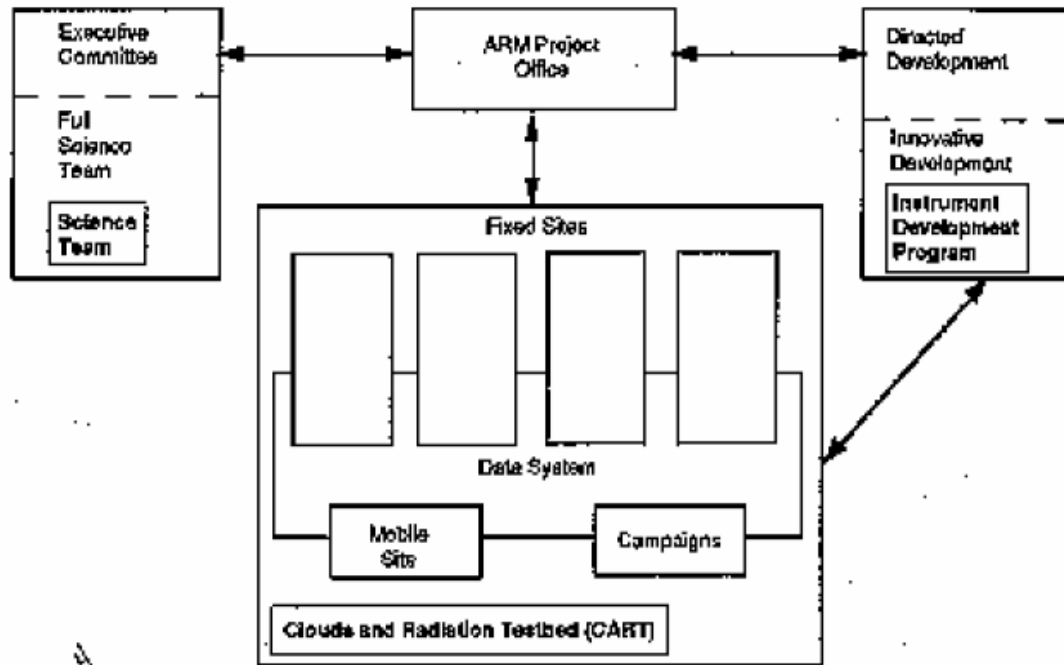 Executive
Committee
Full
Science
Team
Science
Team
ARM Project
Office
Directed
Development
Innovative
Development
Instrument
Development
Program
Fixed Sites
Data System
Mobile
Site
Campaigns
Clouds and Radiation Testbed (CART)